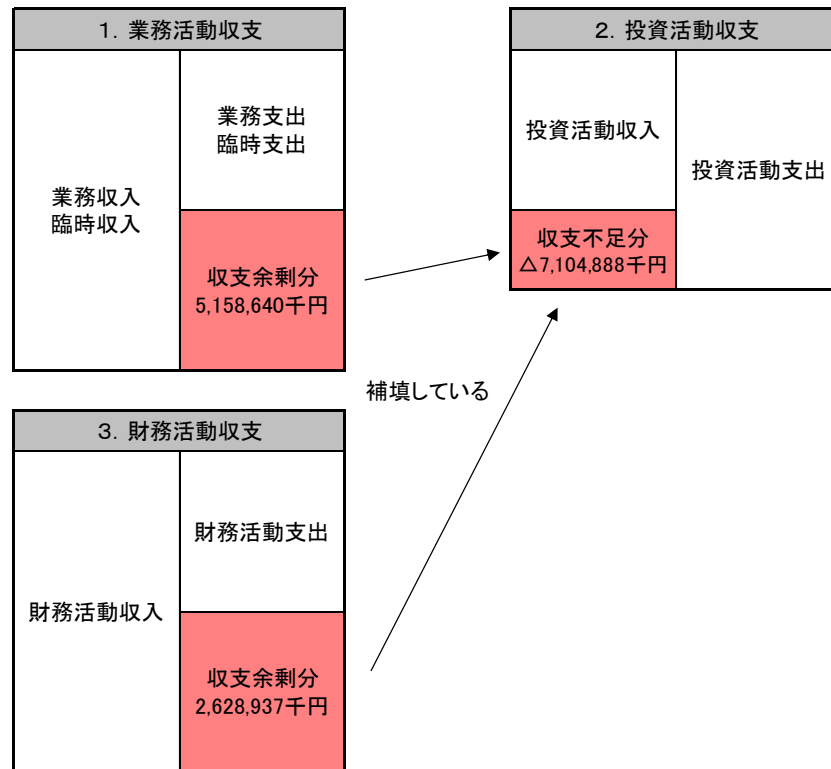 1．業務活動収支
業務収入
臨時収入
業務支出
臨時支出
収支余剰分
5,158,640千円
2．投資活動収支
投資活動収入
収支不足分
△7,104,888千円
投資活動支出
補填している
3．財務活動収支
財務活動収入
財務活動支出
収支余剰分
2,628,937千円